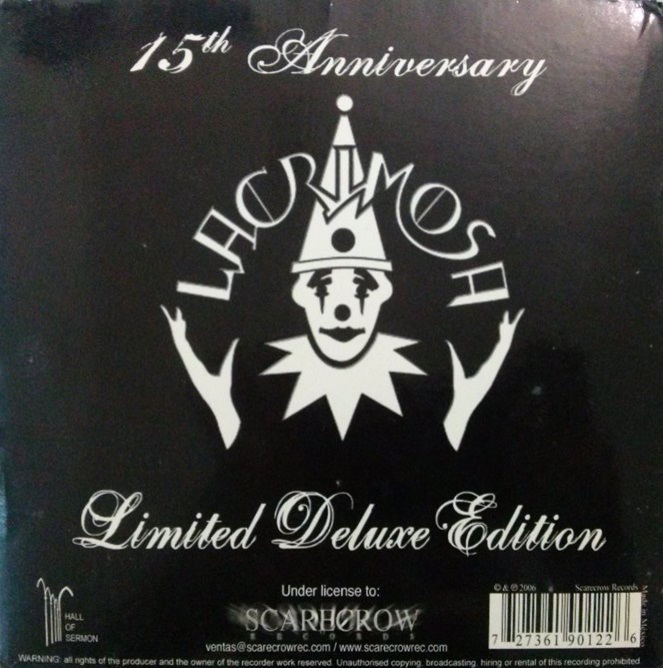 15th Anniversary
LACRIMOSA
Limited Deluxe Edition
Under license to:
SCARECROW
RECORDS
ventas@scarecrowrec.com / www.scarecrowrec.com
HALL
OF
SERMON
© & ℗ 2006 Scarecrow Records
Made in Mexico
7 27361 90122 6
WARNING: all rights of this producer and the owner of the recorder work reserved. Unauthorised copying, broadcasting, hiring or rental of this recording prohibited.